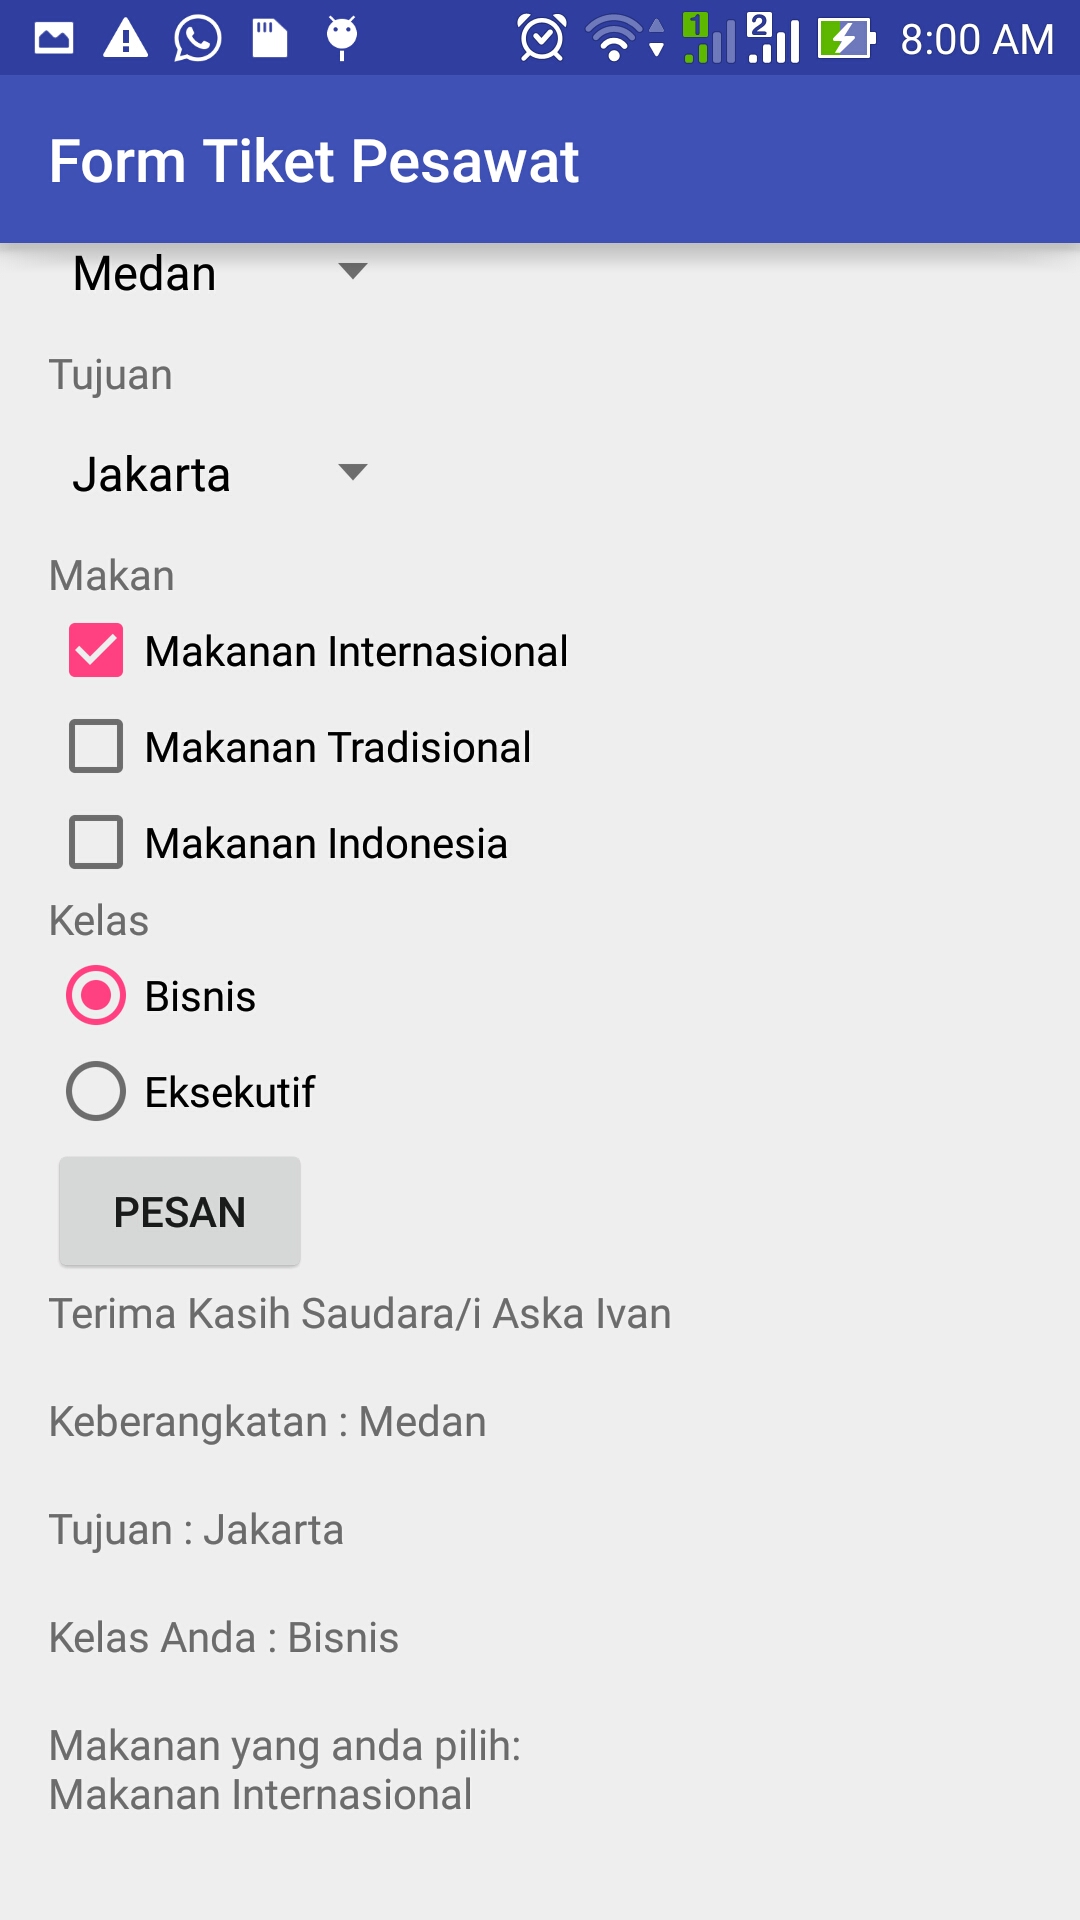 1 2 8:00 AM
Form Tiket Pesawat
Medan
Tujuan
Jakarta
Makan
Makanan Internasional
Makanan Tradisional
Makanan Indonesia
Kelas
Bisnis
Eksekutif
PESAN
Terima Kasih Saudara/i Aska Ivan
Keberangkatan : Medan
Tujuan : Jakarta
Kelas Anda : Bisnis
Makanan yang anda pilih:
Makanan Internasional